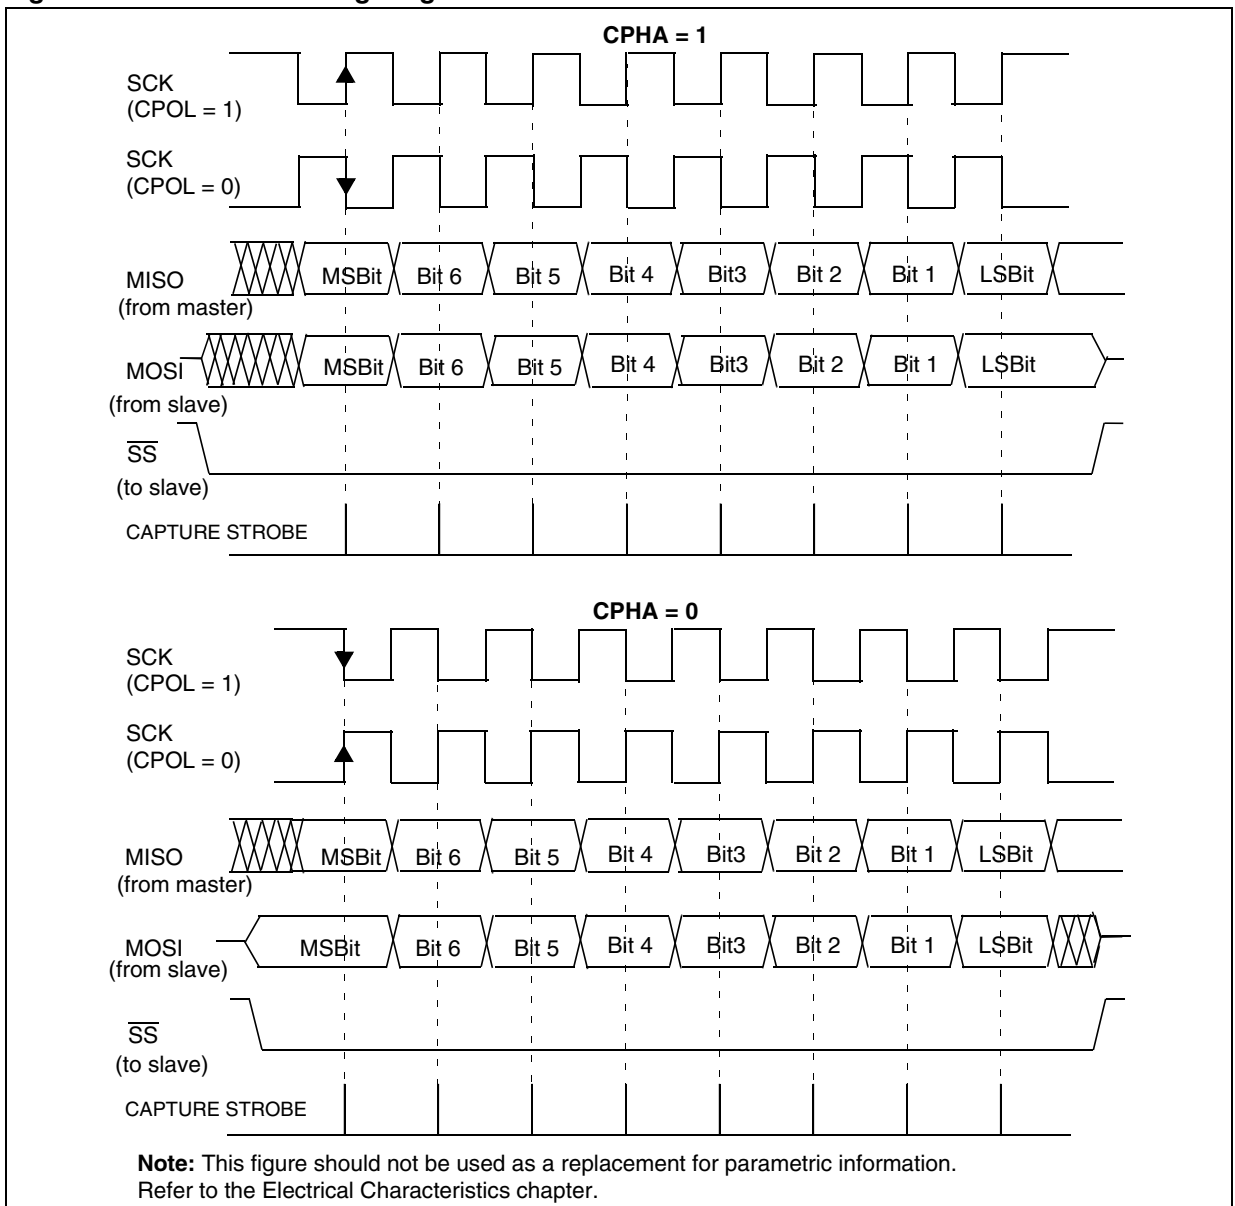 CPHA = 1
SCK
(CPOL = 1)
SCK
(CPOL = 0)
MISO
(from master)
MSBit Bit 6 Bit 5 Bit 4 Bit3 Bit 2 Bit 1 LSBit
MOSI
(from slave)
MSBit Bit 6 Bit 5 Bit 4 Bit3 Bit 2 Bit 1 LSBit
SS
(to slave)
CAPTURE STROBE
CPHA = 0
SCK
(CPOL = 1)
SCK
(CPOL = 0)
MISO
(from master)
MSBit Bit 6 Bit 5 Bit 4 Bit3 Bit 2 Bit 1 LSBit
MOSI
(from slave)
MSBit Bit 6 Bit 5 Bit 4 Bit3 Bit 2 Bit 1 LSBit
SS
(to slave)
CAPTURE STROBE
Note: This figure should not be used as a replacement for parametric information.
Refer to the Electrical Characteristics chapter.